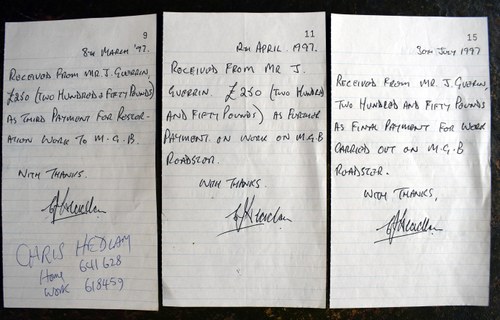 9
8th MARCH '97.
RECEIVED FROM MR. J. GUERRIN,
£250 (TWO HUNDRED & FIFTY POUNDS)
AS THIRD PAYMENT FOR RESTOR-
ATION WORK TO M.G.B.
WITH THANKS.
CHRIS HEDLAM
HOME 641628
WORK 618459
11
APRIL. 1997.
RECEIVED FROM MR J.
GUERRIN. £250 (TWO HUNDRED
AND FIFTY POUNDS) AS FURTHER
PAYMENT ON WORK ON M.G.B
ROADSTER.
WITH THANKS.
15
30TH JULY 1997
RECEIVED FROM MR. J. GUERRIN,
TWO HUNDRED AND FIFTY POUNDS
AS FINAL PAYMENT FOR WORK
CARRIED OUT ON M.G.B
ROADSTER.
WITH THANKS,